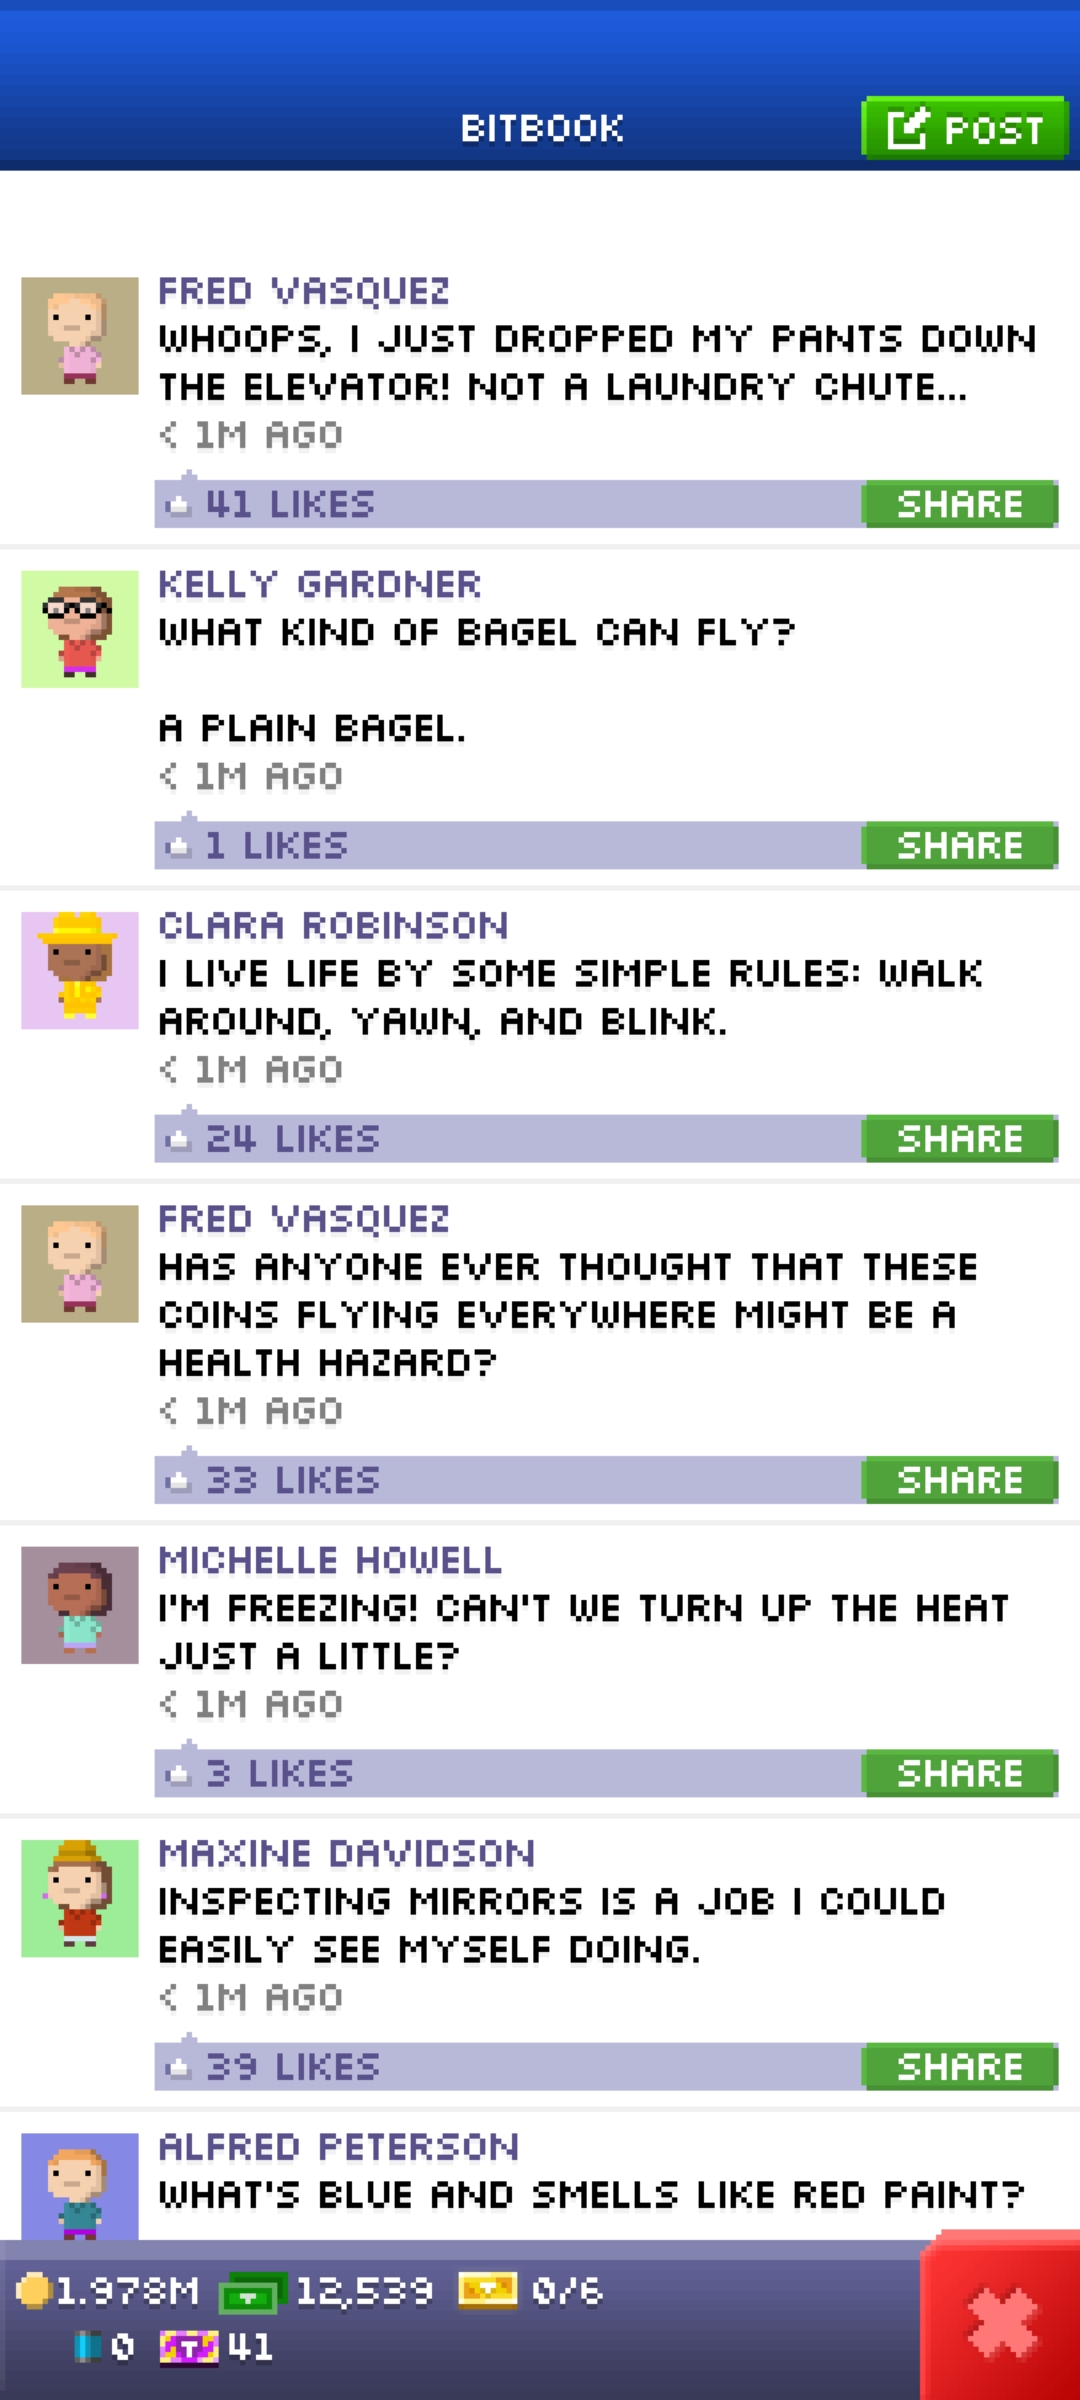 BITBOOK
POST
FRED VASQUEZ
WHOOPS, I JUST DROPPED MY PANTS DOWN
THE ELEVATOR! NOT A LAUNDRY CHUTE...
< 1M AGO
41 LIKES
SHARE
KELLY GARDNER
WHAT KIND OF BAGEL CAN FLY?
A PLAIN BAGEL.
< 1M AGO
1 LIKES
SHARE
CLARA ROBINSON
I LIVE LIFE BY SOME SIMPLE RULES: WALK
AROUND, YAWN, AND BLINK.
< 1M AGO
24 LIKES
SHARE
FRED VASQUEZ
HAS ANYONE EVER THOUGHT THAT THESE
COINS FLYING EVERYWHERE MIGHT BE A
HEALTH HAZARD?
< 1M AGO
33 LIKES
SHARE
MICHELLE HOWELL
I'M FREEZING! CAN'T WE TURN UP THE HEAT
JUST A LITTLE?
< 1M AGO
3 LIKES
SHARE
MAXINE DAVIDSON
INSPECTING MIRRORS IS A JOB I COULD
EASILY SEE MYSELF DOING.
< 1M AGO
39 LIKES
SHARE
ALFRED PETERSON
WHAT'S BLUE AND SMELLS LIKE RED PAINT?
1.978M 12,539 0/6
0 T 41